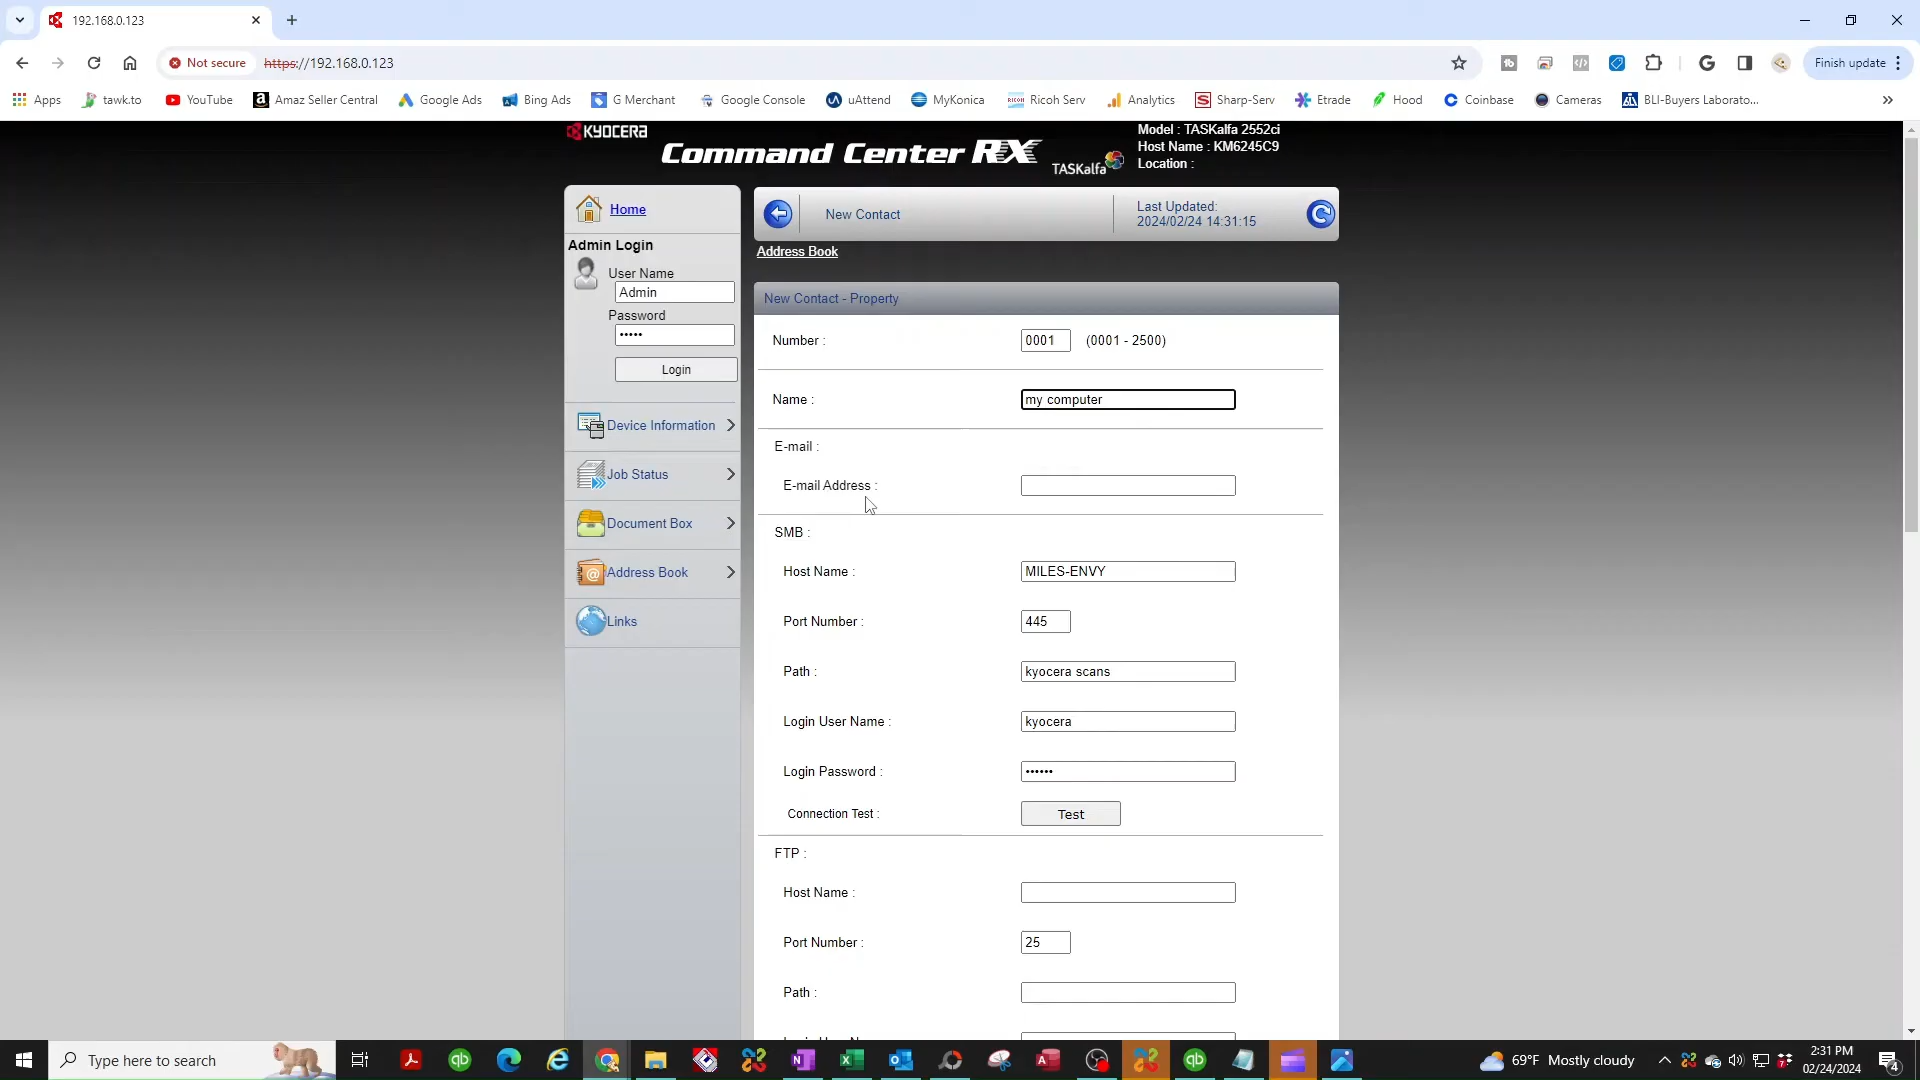 192.168.0.123
Not secure
https://192.168.0.123
Finish update
Apps
tawk.to
YouTube
Amaz Seller Central
Google Ads
Bing Ads
G Merchant
Google Console
uAttend
MyKonica
Ricoh Serv
Analytics
Sharp-Serv
Etrade
Hood
Coinbase
Cameras
BLI-Buyers Laborato...
KYOCERA
Command Center RX
TASKalfa
Model : TASKalfa 2552ci
Host Name : KM6245C9
Location :
Home
Admin Login
User Name
Admin
Password
•••••
Login
Device Information
Job Status
Document Box
Address Book
Links
New Contact
Last Updated:
2024/02/24 14:31:15
Address Book
New Contact - Property
Number : 0001 (0001 - 2500)
Name : my computer
E-mail :
E-mail Address :
SMB :
Host Name : MILES-ENVY
Port Number : 445
Path : kyocera scans
Login User Name : kyocera
Login Password : ••••••
Connection Test : Test
FTP :
Host Name :
Port Number : 25
Path :
Type here to search
69°F Mostly cloudy
2:31 PM
02/24/2024
4